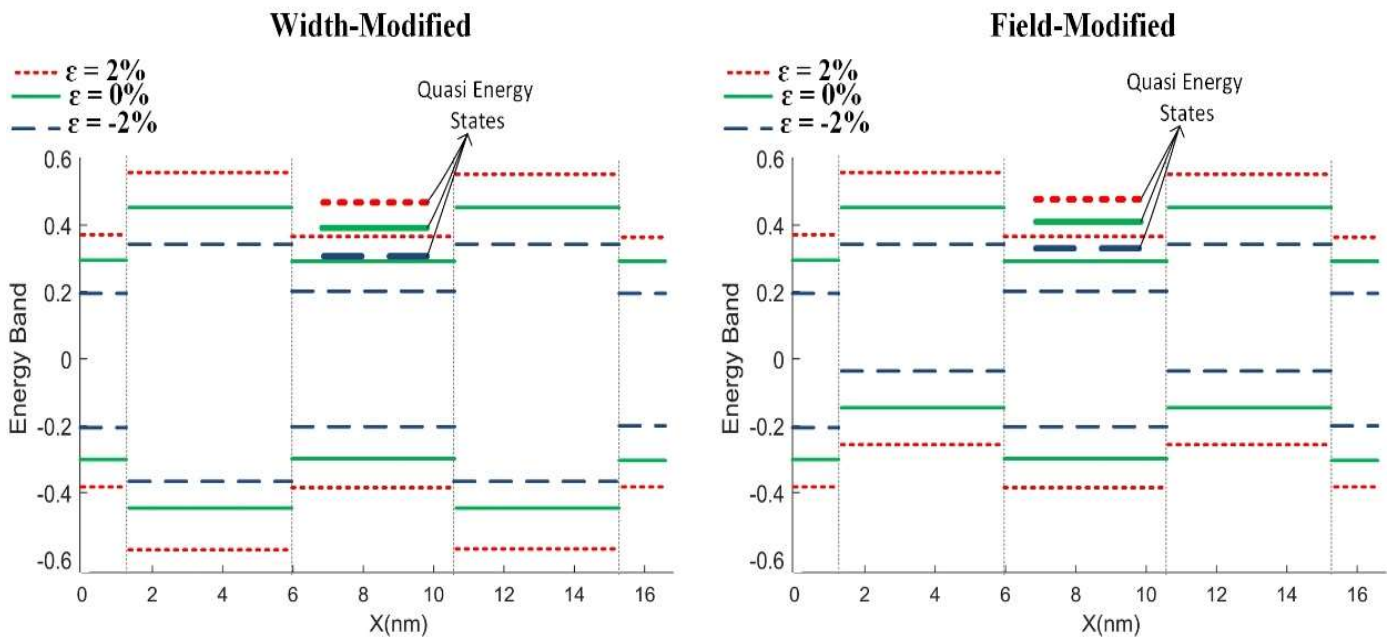 Width-Modified
ε = 2%
ε = 0%
ε = -2%
Quasi Energy
States
0.6
0.4
0.2
0
-0.2
-0.4
-0.6
Energy Band
0 2 4 6 8 10 12 14 16
X(nm)
Field-Modified
ε = 2%
ε = 0%
ε = -2%
Quasi Energy
States
0.6
0.4
0.2
0
-0.2
-0.4
-0.6
Energy Band
0 2 4 6 8 10 12 14 16
X(nm)